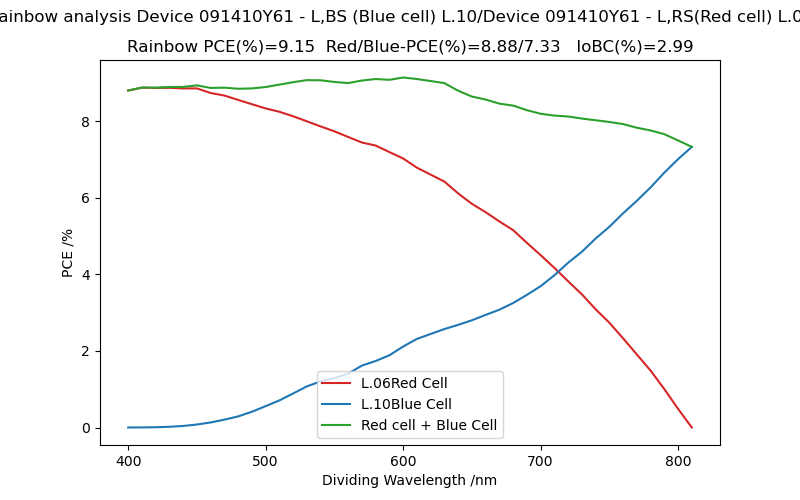 ainbow analysis Device 091410Y61 - L,BS (Blue cell) L.10/Device 091410Y61 - L,RS(Red cell) L.0
Rainbow PCE(%)=9.15 Red/Blue-PCE(%)=8.88/7.33 IoBC(%)=2.99
PCE /%
8
6
4
2
0
L.06Red Cell
L.10Blue Cell
Red cell + Blue Cell
400 500 600 700 800
Dividing Wavelength /nm